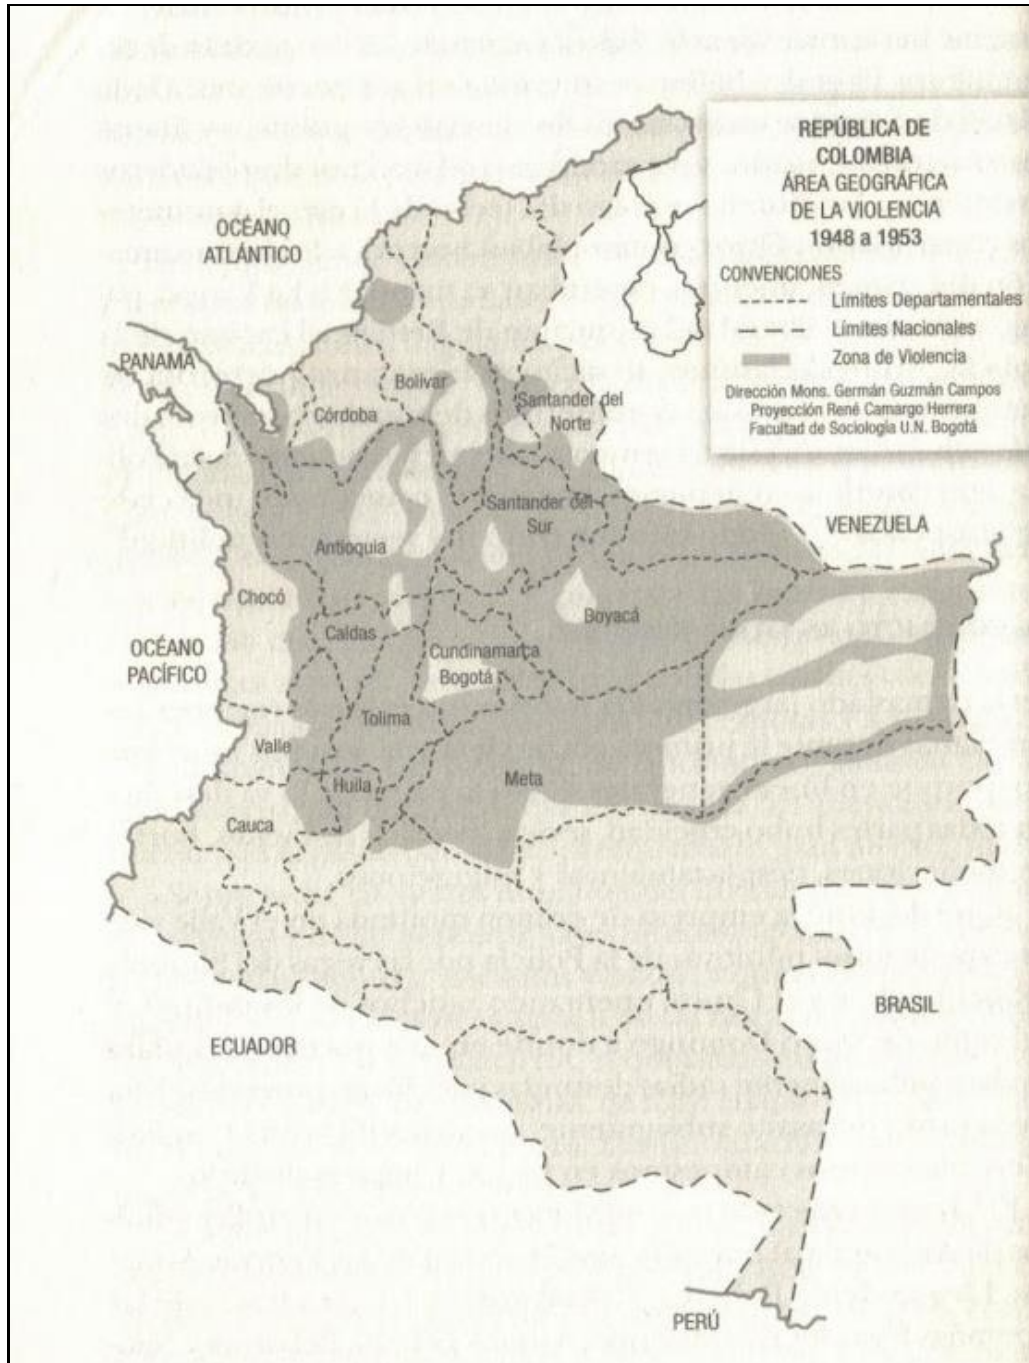 REPÚBLICA DE
COLOMBIA
ÁREA GEOGRÁFICA
DE LA VIOLENCIA
1948 a 1953
CONVENCIONES
Límites Departamentales
Límites Nacionales
Zona de Violencia
Dirección Mons. Germán Guzmán Campos
Proyección René Camargo Herrera
Facultad de Sociologia U.N. Bogotá
OCÉANO
ATLÁNTICO
PANAMÁ
Bolívar
Córdoba
Santander del
Norte
Santander del
Sur
VENEZUELA
Antioquia
Chocó
Boyacá
Caldas
OCÉANO
PACÍFICO
Cundinamarca
Bogotá
Tolima
Valle
Meta
Huila
Cauca
BRASIL
ECUADOR
PERÚ